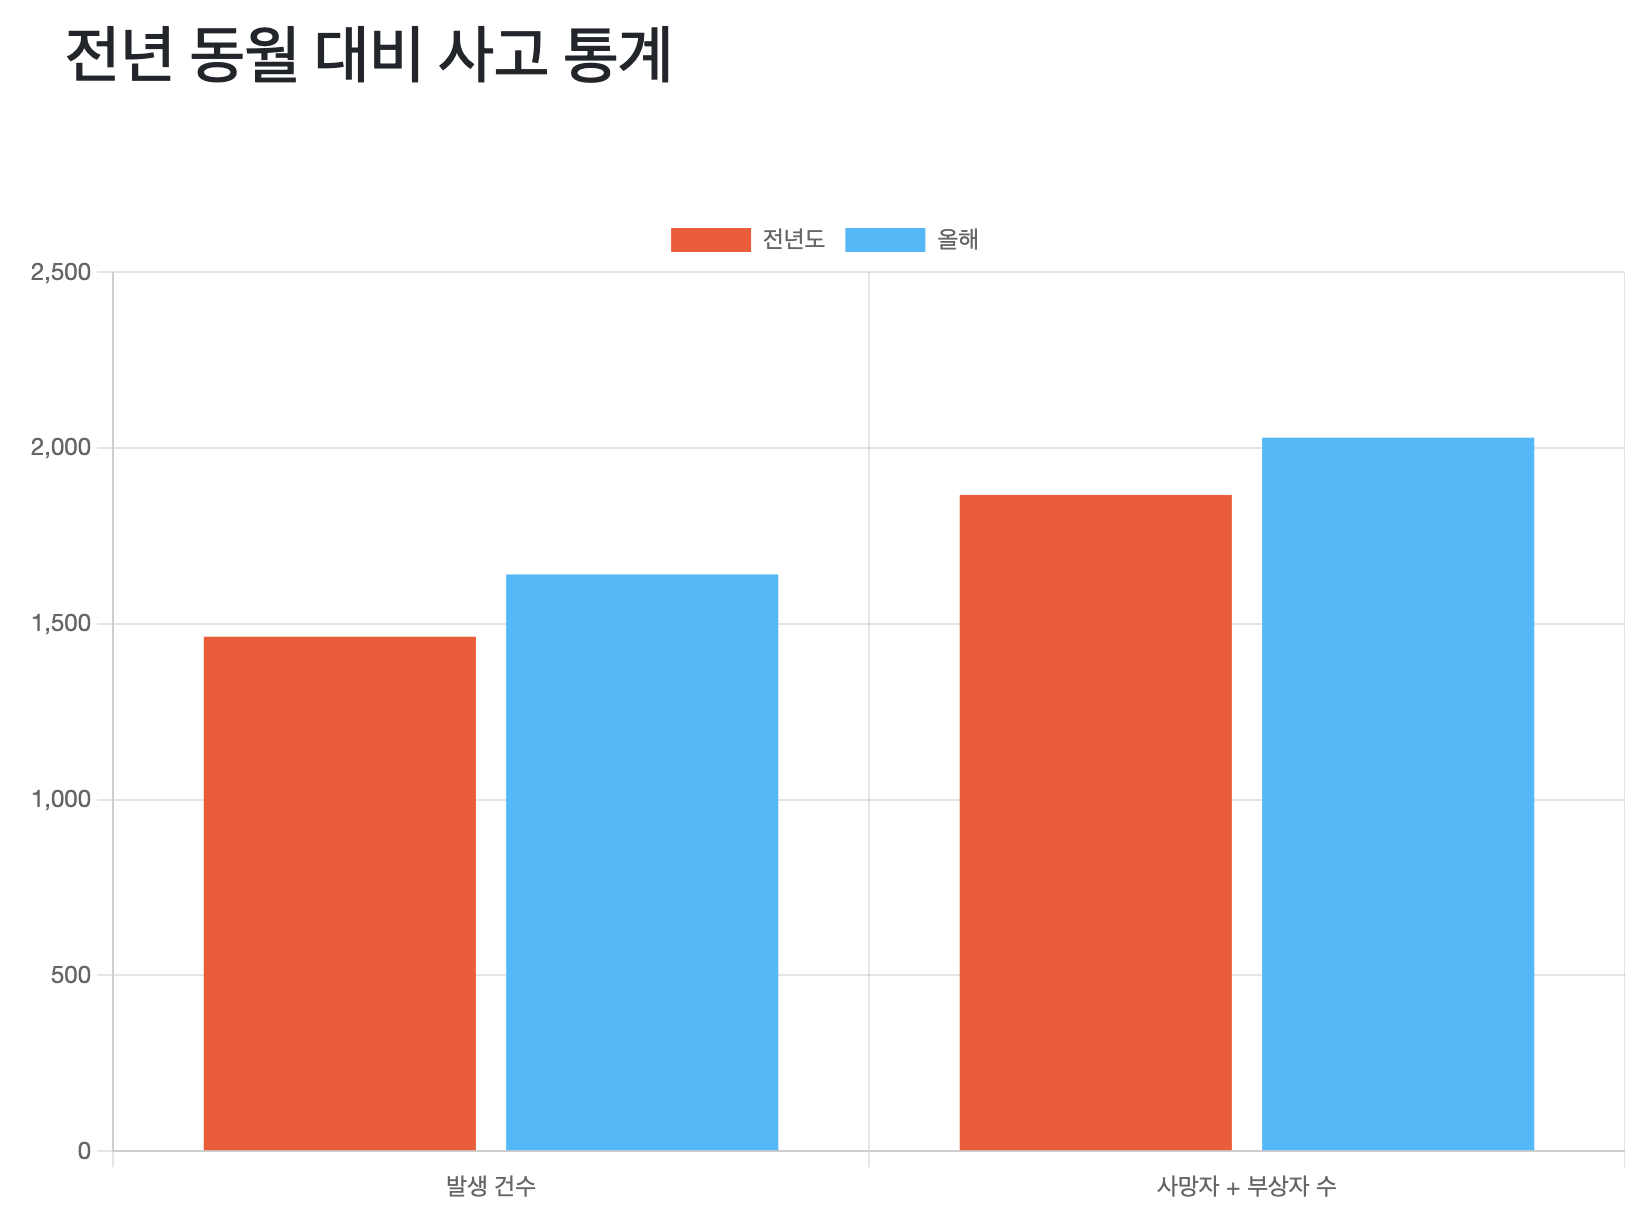 전년 동월 대비 사고 통계
전년도 올해
2,500
2,000
1,500
1,000
500
0
발생 건수 사망자 + 부상자 수